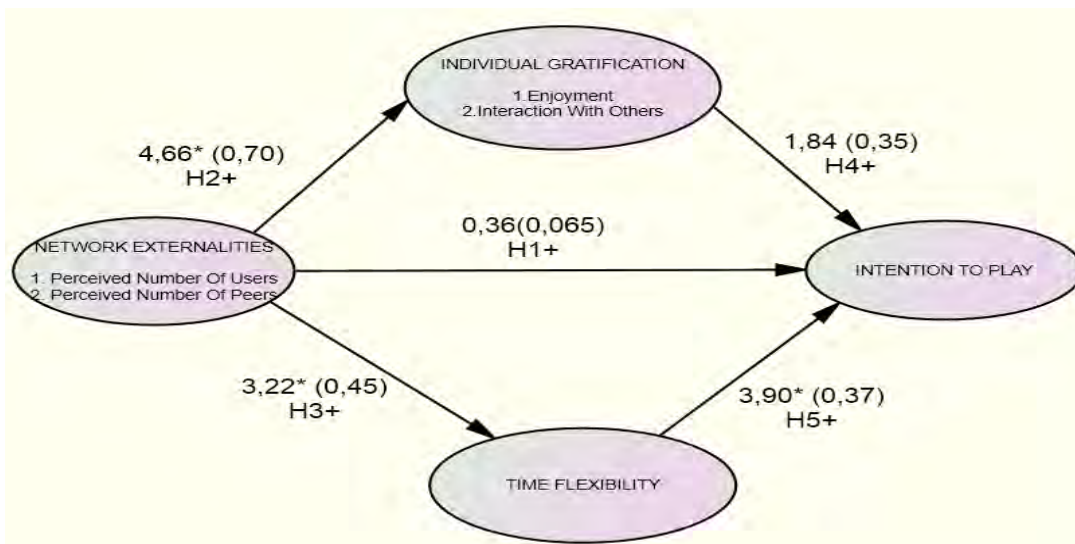 INDIVIDUAL GRATIFICATION
1.Enjoyment
2.Interaction With Others
4,66* (0,70)
H2+
1,84 (0,35)
H4+
0,36(0,065)
H1+
NETWORK EXTERNALITIES
1. Perceived Number Of Users
2. Perceived Number Of Peers
INTENTION TO PLAY
3,22* (0,45)
H3+
3,90* (0,37)
H5+
TIME FLEXIBILITY